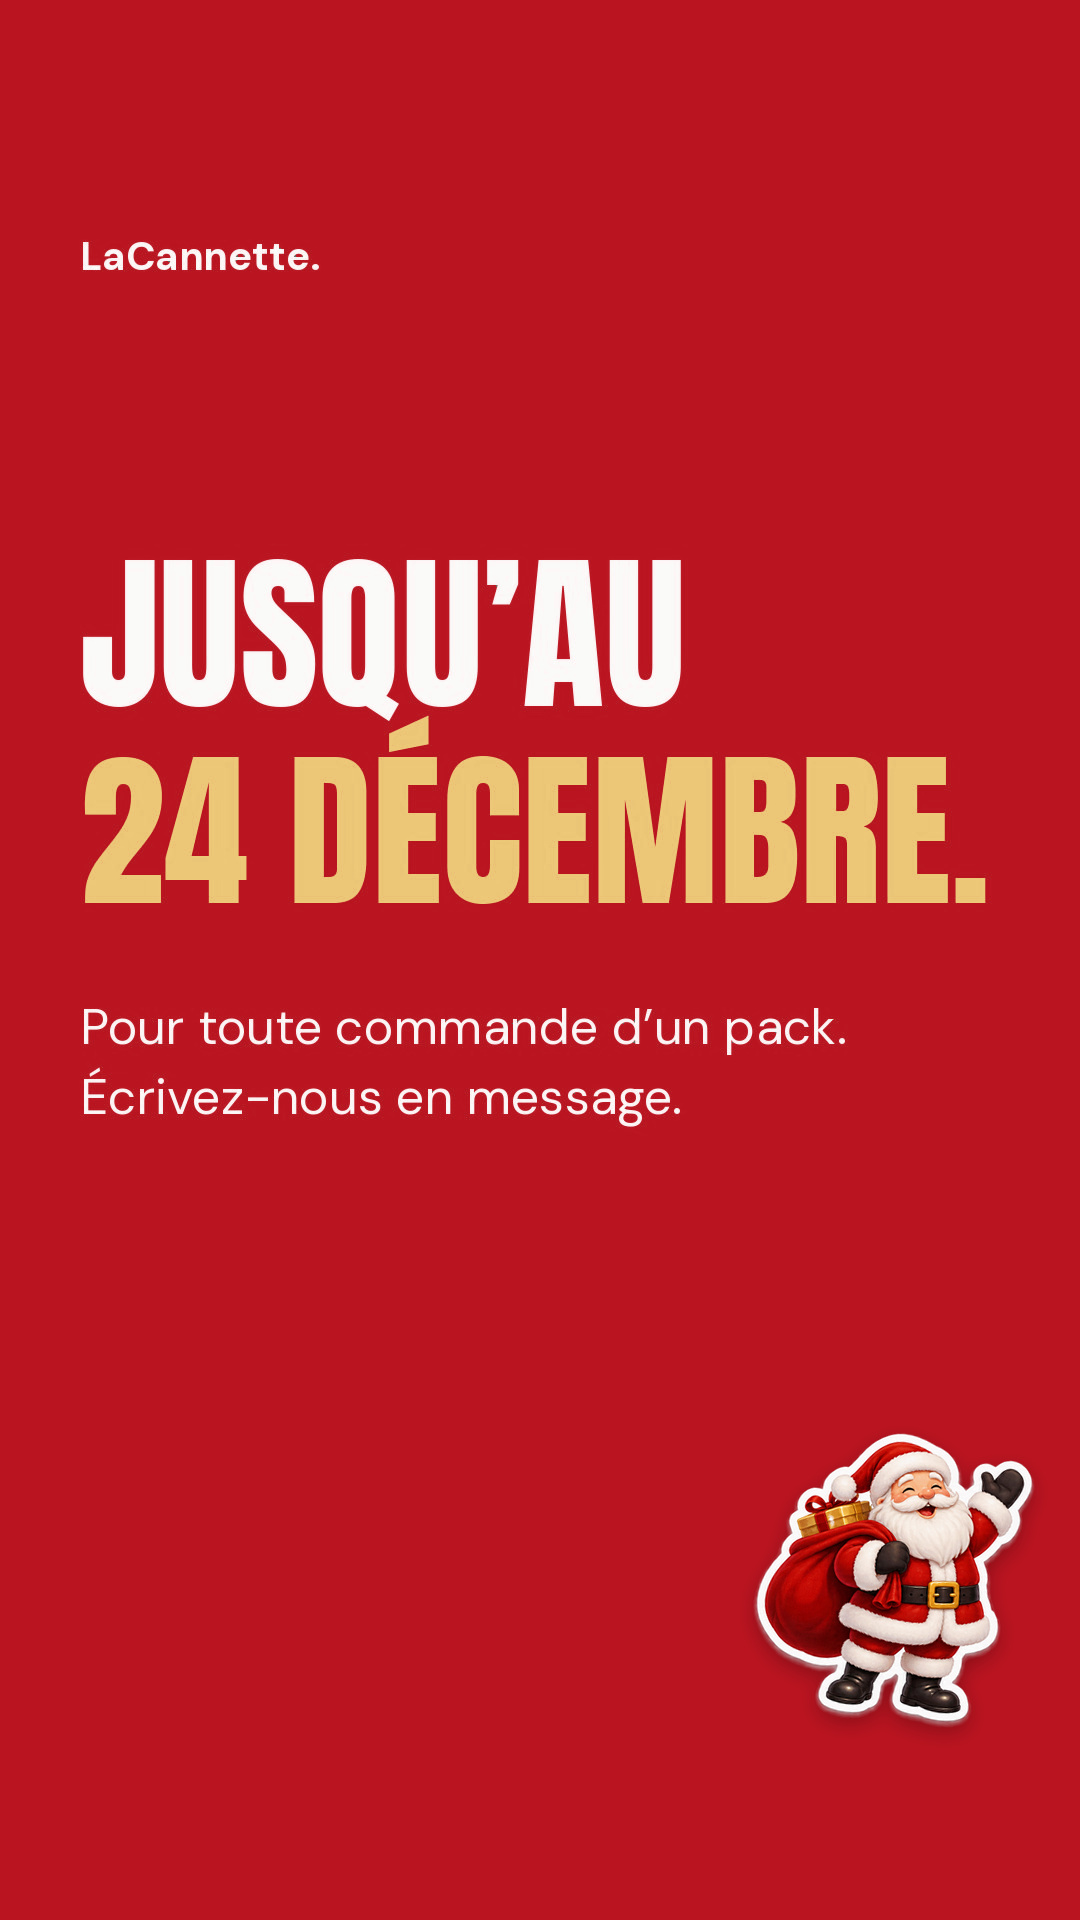 LaCannette.
JUSQU’AU
24 DÉCEMBRE.
Pour toute commande d’un pack.
Écrivez-nous en message.